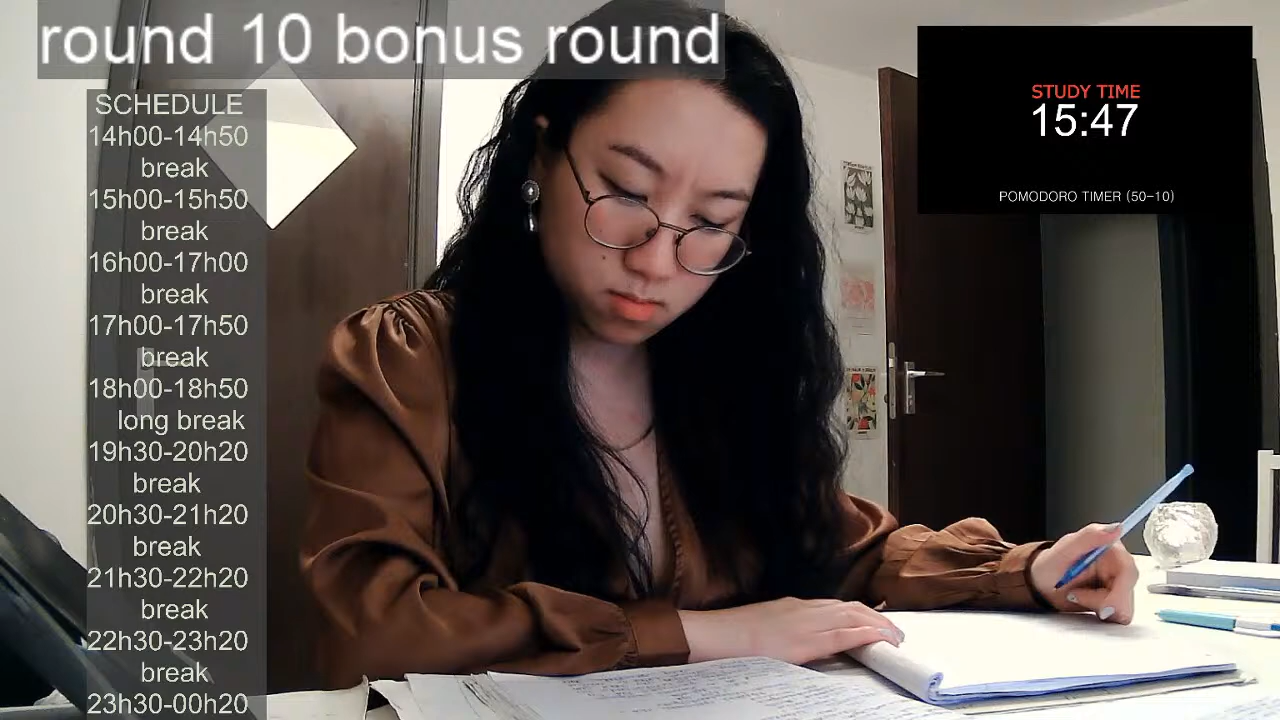 round 10 bonus round
SCHEDULE
14h00-14h50
break
15h00-15h50
break
16h00-17h00
break
17h00-17h50
break
18h00-18h50
long break
19h30-20h20
break
20h30-21h20
break
21h30-22h20
break
22h30-23h20
break
23h30-00h20
STUDY TIME
15:47
POMODORO TIMER (50-10)